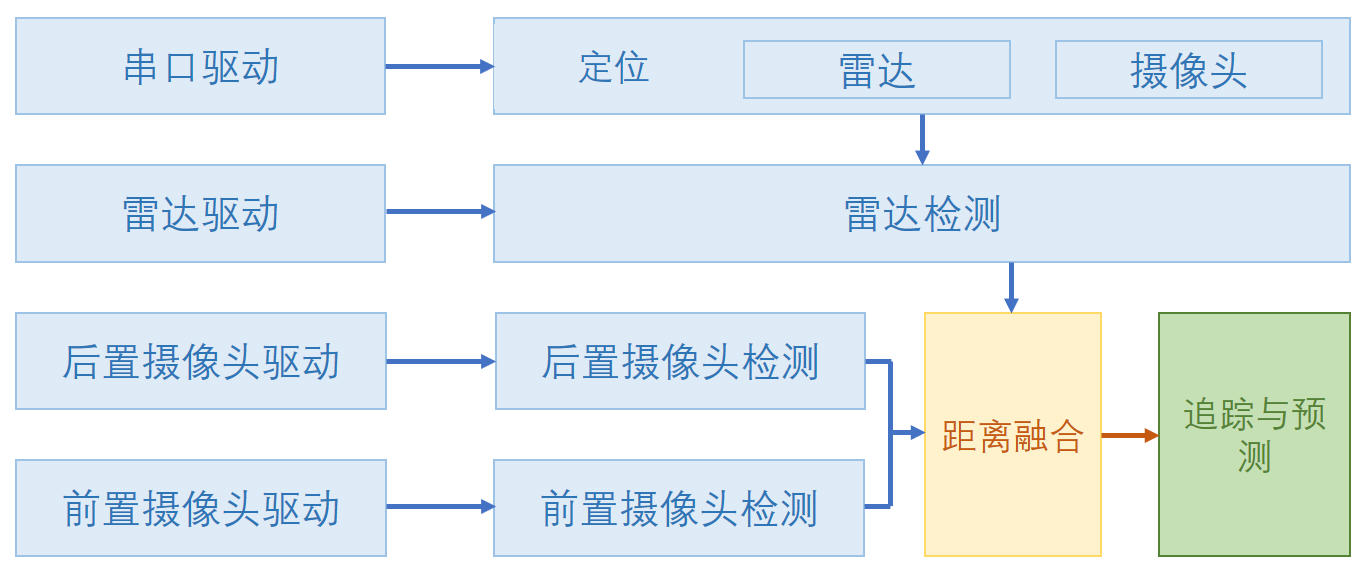 串口驱动
定位
雷达
摄像头
雷达驱动
雷达检测
后置摄像头驱动
后置摄像头检测
前置摄像头驱动
前置摄像头检测
距离融合
追踪与预
测